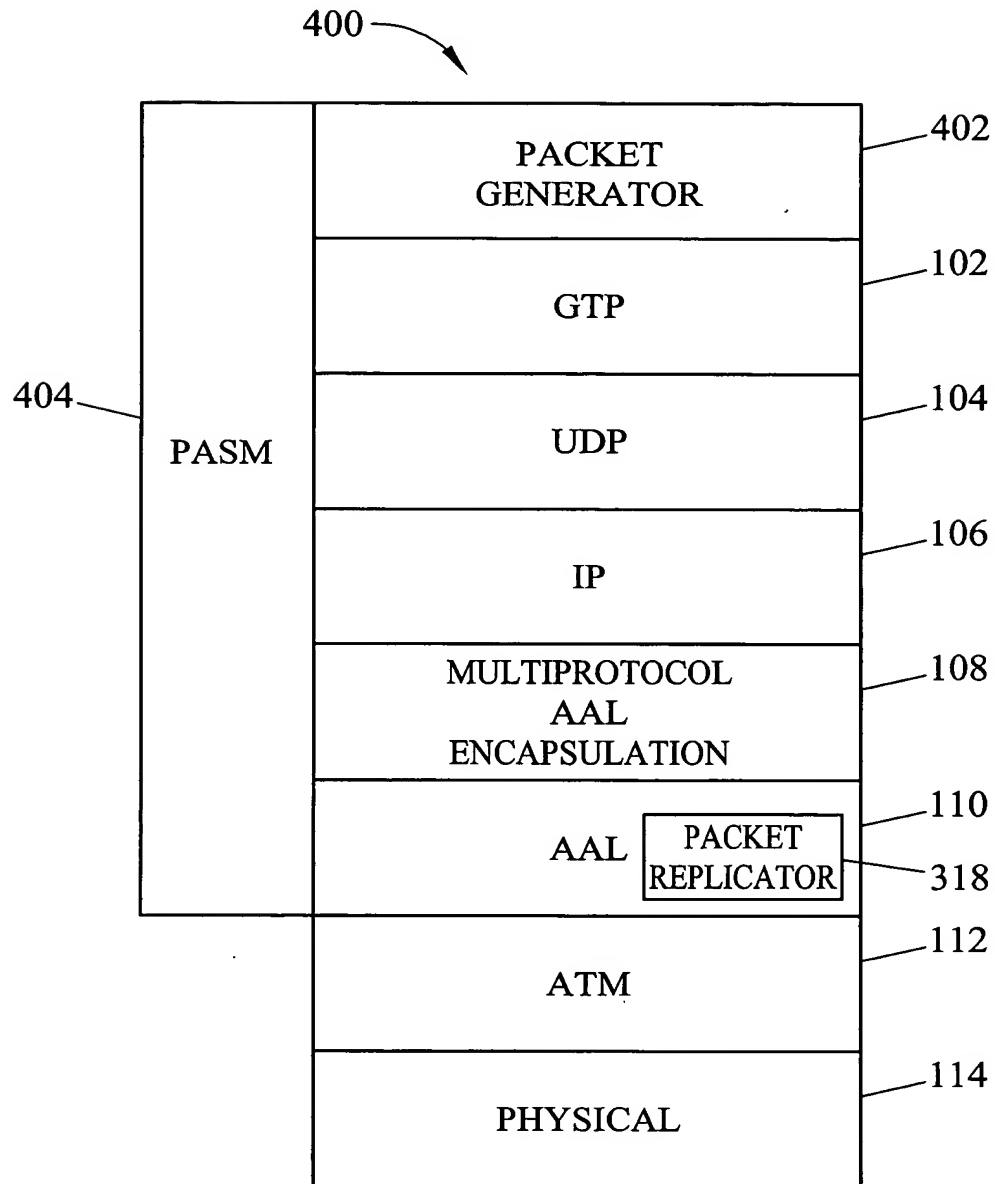 400
PACKET
GENERATOR
402
GTP
102
404
PASM
UDP
104
IP
106
MULTIPROTOCOL
AAL
ENCAPSULATION
108
AAL
PACKET
REPLICATOR
110
318
ATM
112
PHYSICAL
114